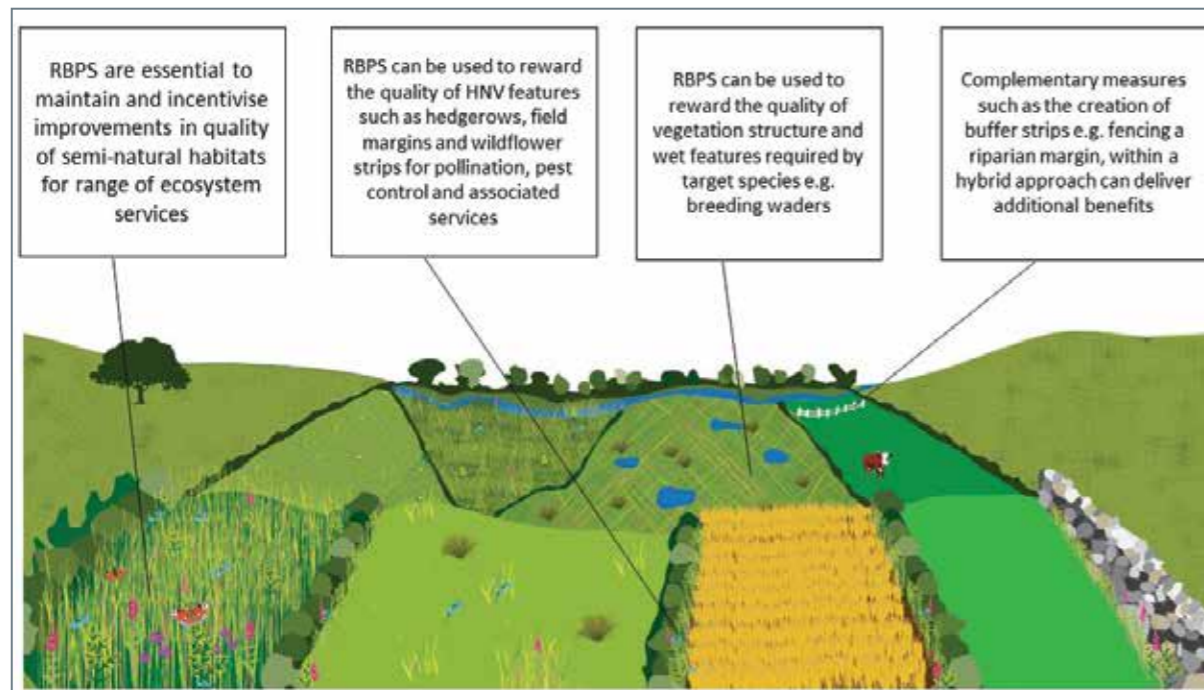 RBPS are essential to
maintain and incentivise
improvements in quality
of semi-natural habitats
for range of ecosystem
services
RBPS can be used to reward
the quality of HNV features
such as hedgerows, field
margins and wildflower
strips for pollination, pest
control and associated
services
RBPS can be used to
reward the quality of
vegetation structure and
wet features required by
target species e.g.
breeding waders
Complementary measures
such as the creation of
buffer strips e.g. fencing a
riparian margin, within a
hybrid approach can deliver
additional benefits